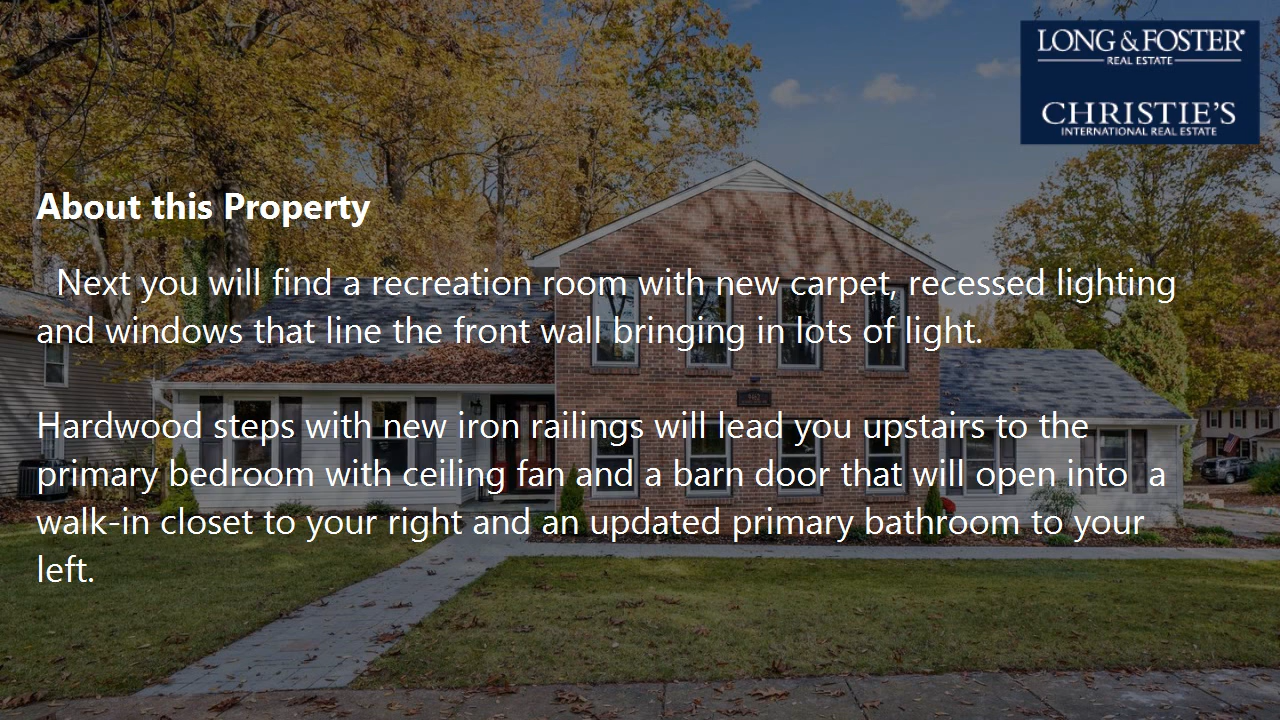 LONG & FOSTER®
REAL ESTATE
CHRISTIE'S
INTERNATIONAL REAL ESTATE
About this Property
Next you will find a recreation room with new carpet, recessed lighting
and windows that line the front wall bringing in lots of light.
Hardwood steps with new iron railings will lead you upstairs to the
primary bedroom with ceiling fan and a barn door that will open into  a
walk-in closet to your right and an updated primary bathroom to your
left.